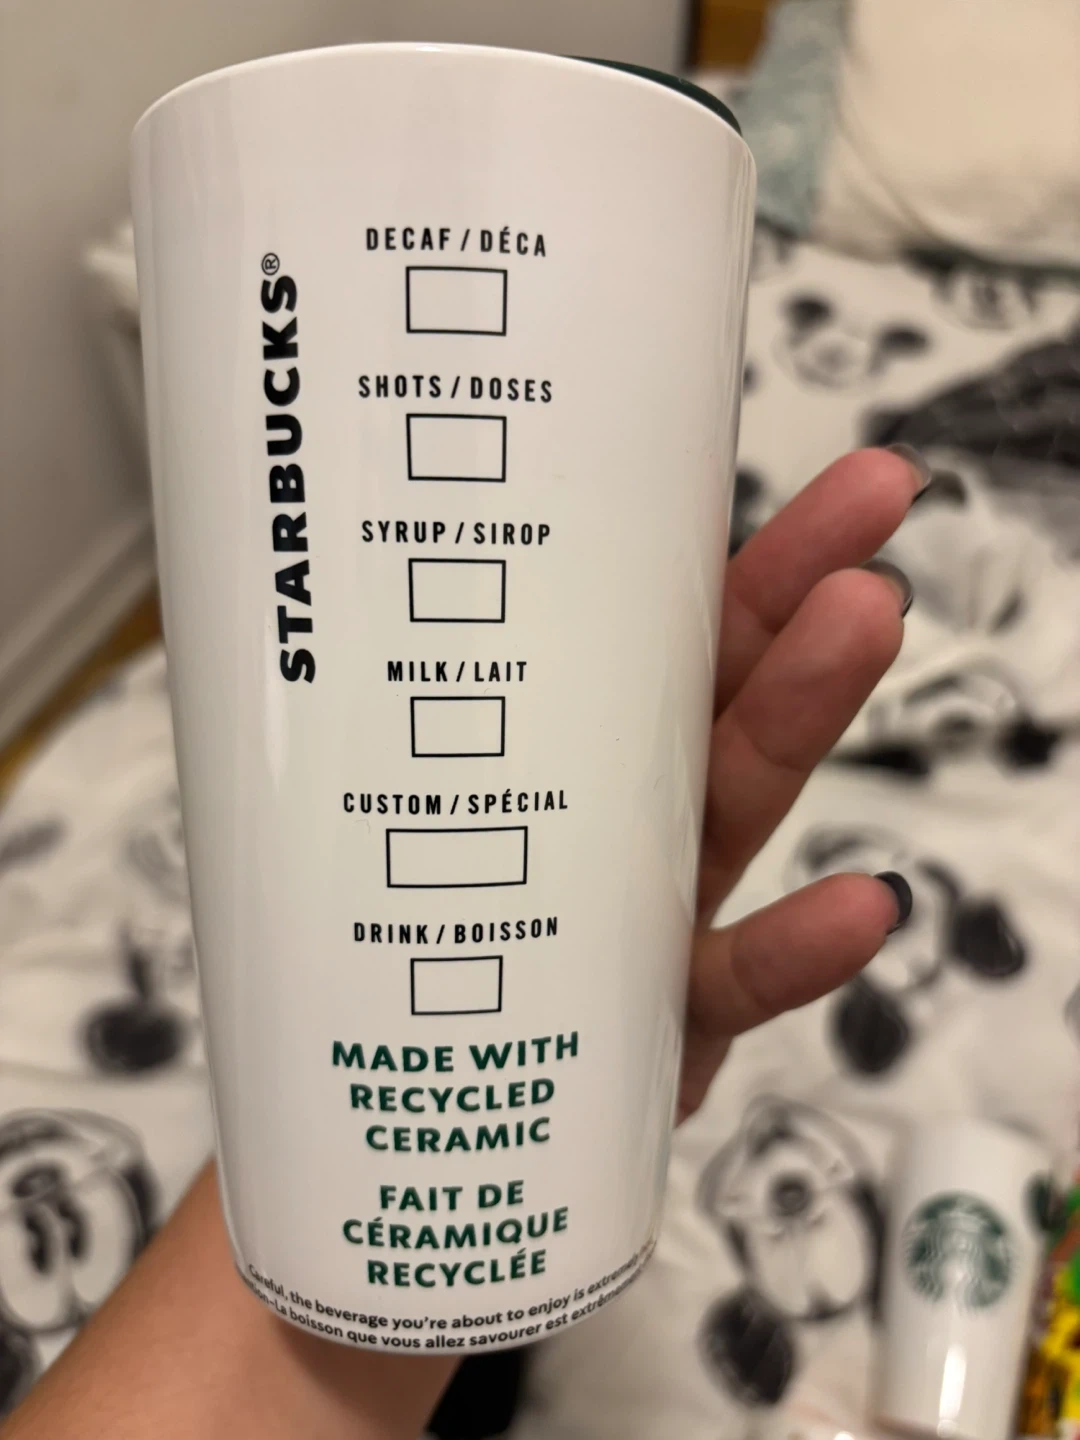 STARBUCKS®
DECAF / DÉCA
SHOTS / DOSES
SYRUP / SIROP
MILK / LAIT
CUSTOM / SPÉCIAL
DRINK / BOISSON
MADE WITH
RECYCLED
CERAMIC
FAIT DE
CÉRAMIQUE
RECYCLÉE
Careful, the beverage you're about to enjoy is extremely
La boisson que vous allez savourer est